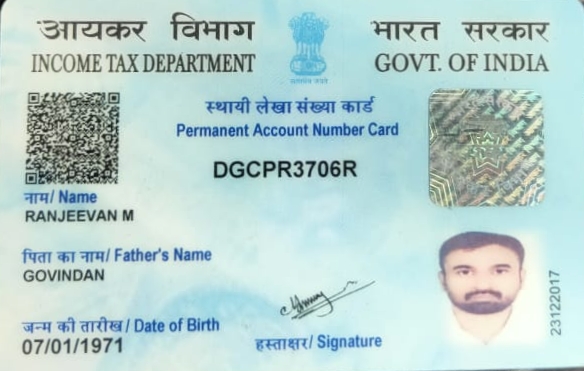 आयकर विभाग
INCOME TAX DEPARTMENT
भारत सरकार
GOVT. OF INDIA
सत्यमेव जयते
स्थायी लेखा संख्या कार्ड
Permanent Account Number Card
DGCPR3706R
नाम/ Name
RANJEEVAN M
पिता का नाम/ Father's Name
GOVINDAN
जन्म की तारीख/ Date of Birth
07/01/1971
हस्ताक्षर/ Signature
23122017